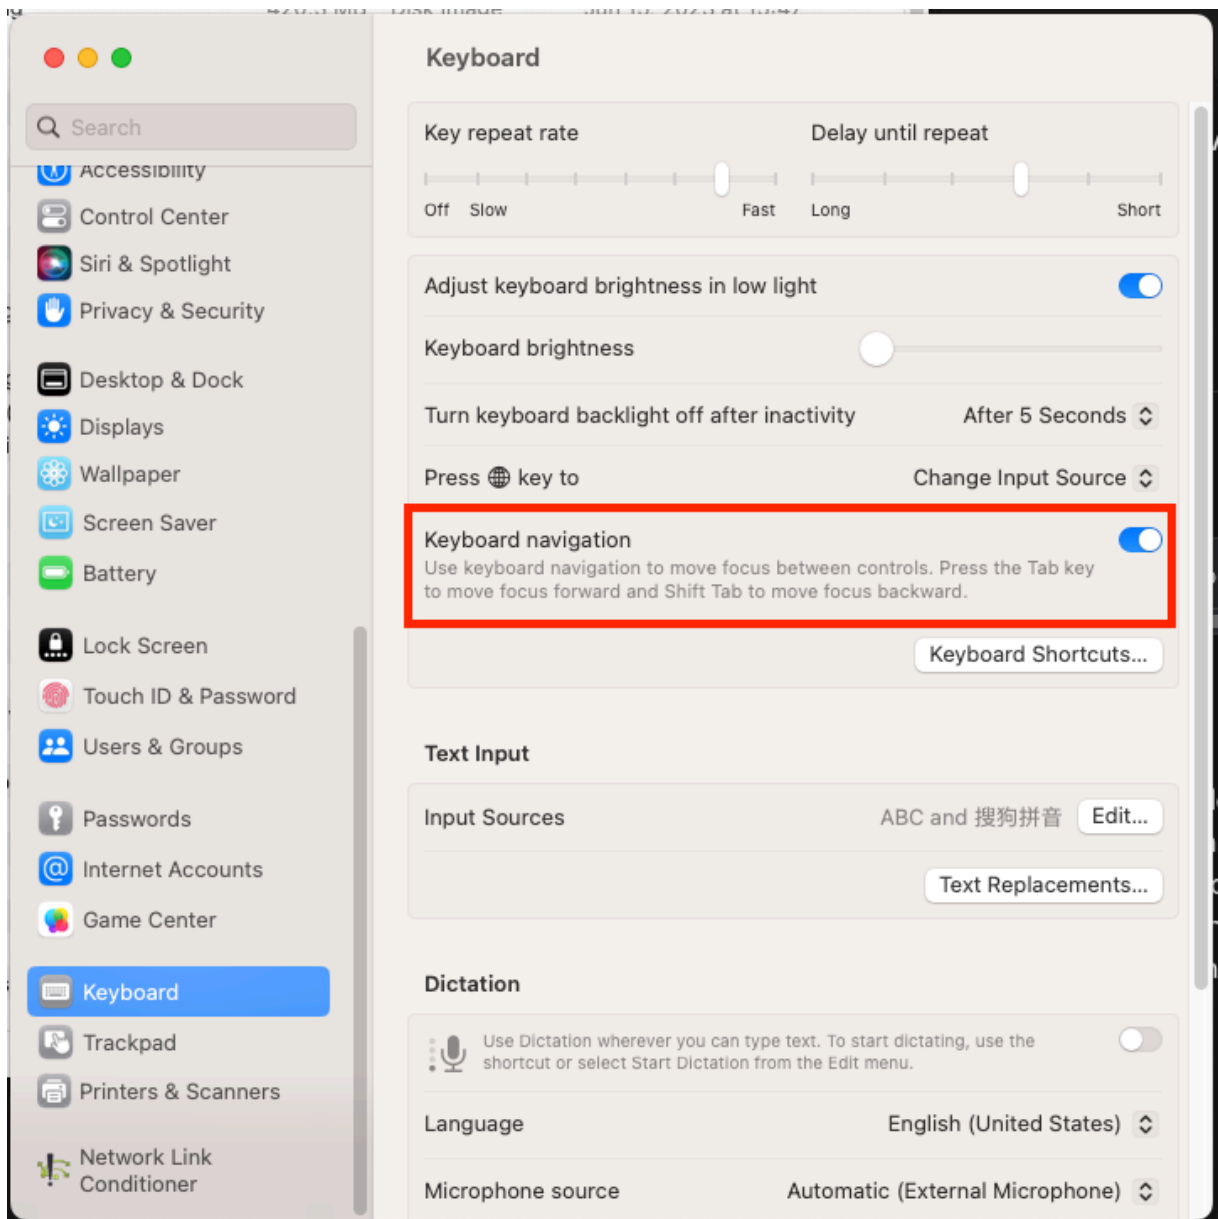 Keyboard
Search
Accessibility
Control Center
Siri & Spotlight
Privacy & Security
Desktop & Dock
Displays
Wallpaper
Screen Saver
Battery
Lock Screen
Touch ID & Password
Users & Groups
Passwords
Internet Accounts
Game Center
Keyboard
Trackpad
Printers & Scanners
Network Link
Conditioner
Key repeat rate
Delay until repeat
Off Slow Fast
Long Short
Adjust keyboard brightness in low light
Keyboard brightness
Turn keyboard backlight off after inactivity After 5 Seconds
Press key to Change Input Source
Keyboard navigation
Use keyboard navigation to move focus between controls. Press the Tab key
to move focus forward and Shift Tab to move focus backward.
Keyboard Shortcuts...
Text Input
Input Sources ABC and 搜狗拼音 Edit...
Text Replacements...
Dictation
Use Dictation wherever you can type text. To start dictating, use the
shortcut or select Start Dictation from the Edit menu.
Language English (United States)
Microphone source Automatic (External Microphone)